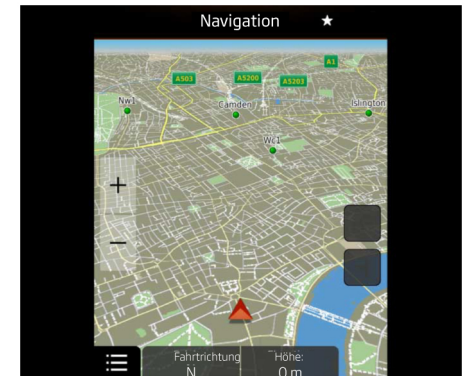 Navigation
A1
A503
A5200
A5203
Nw1
Camden
Islington
Wc1
+
−
Fahrtrichtung
Höhe:
N
0 m